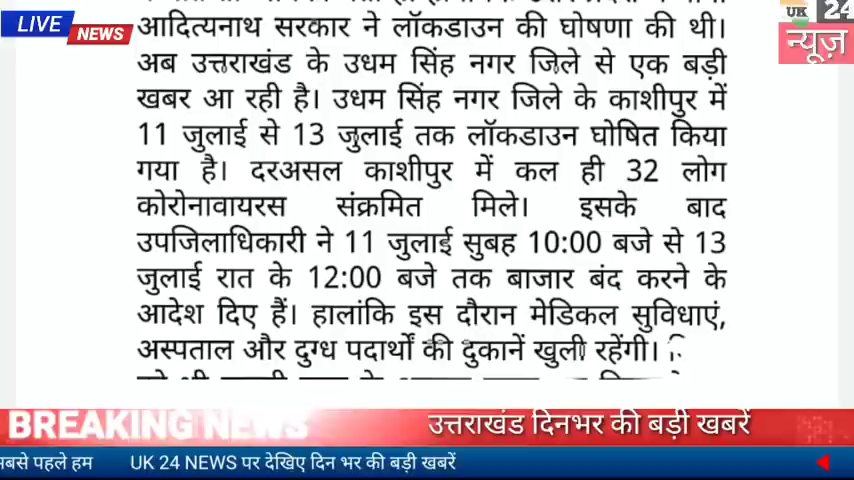 LIVE
NEWS
UK 24
न्यूज़
आदित्यनाथ सरकार ने लॉकडाउन की घोषणा की थी।
अब उत्तराखंड के उधम सिंह नगर जिले से एक बड़ी
खबर आ रही है। उधम सिंह नगर जिले के काशीपुर में
11 जुलाई से 13 जुलाई तक लॉकडाउन घोषित किया
गया है। दरअसल काशीपुर में कल ही 32 लोग
कोरोनावायरस संक्रमित मिले। इसके बाद
उपजिलाधिकारी ने 11 जुलाई सुबह 10:00 बजे से 13
जुलाई रात के 12:00 बजे तक बाजार बंद करने के
आदेश दिए हैं। हालांकि इस दौरान मेडिकल सुविधाएं,
अस्पताल और दुग्ध पदार्थों की दुकानें खुली रहेंगी।
BREAKING NEWS
उत्तराखंड दिनभर की बड़ी खबरें
सबसे पहले हम UK 24 NEWS पर देखिए दिन भर की बड़ी खबरें